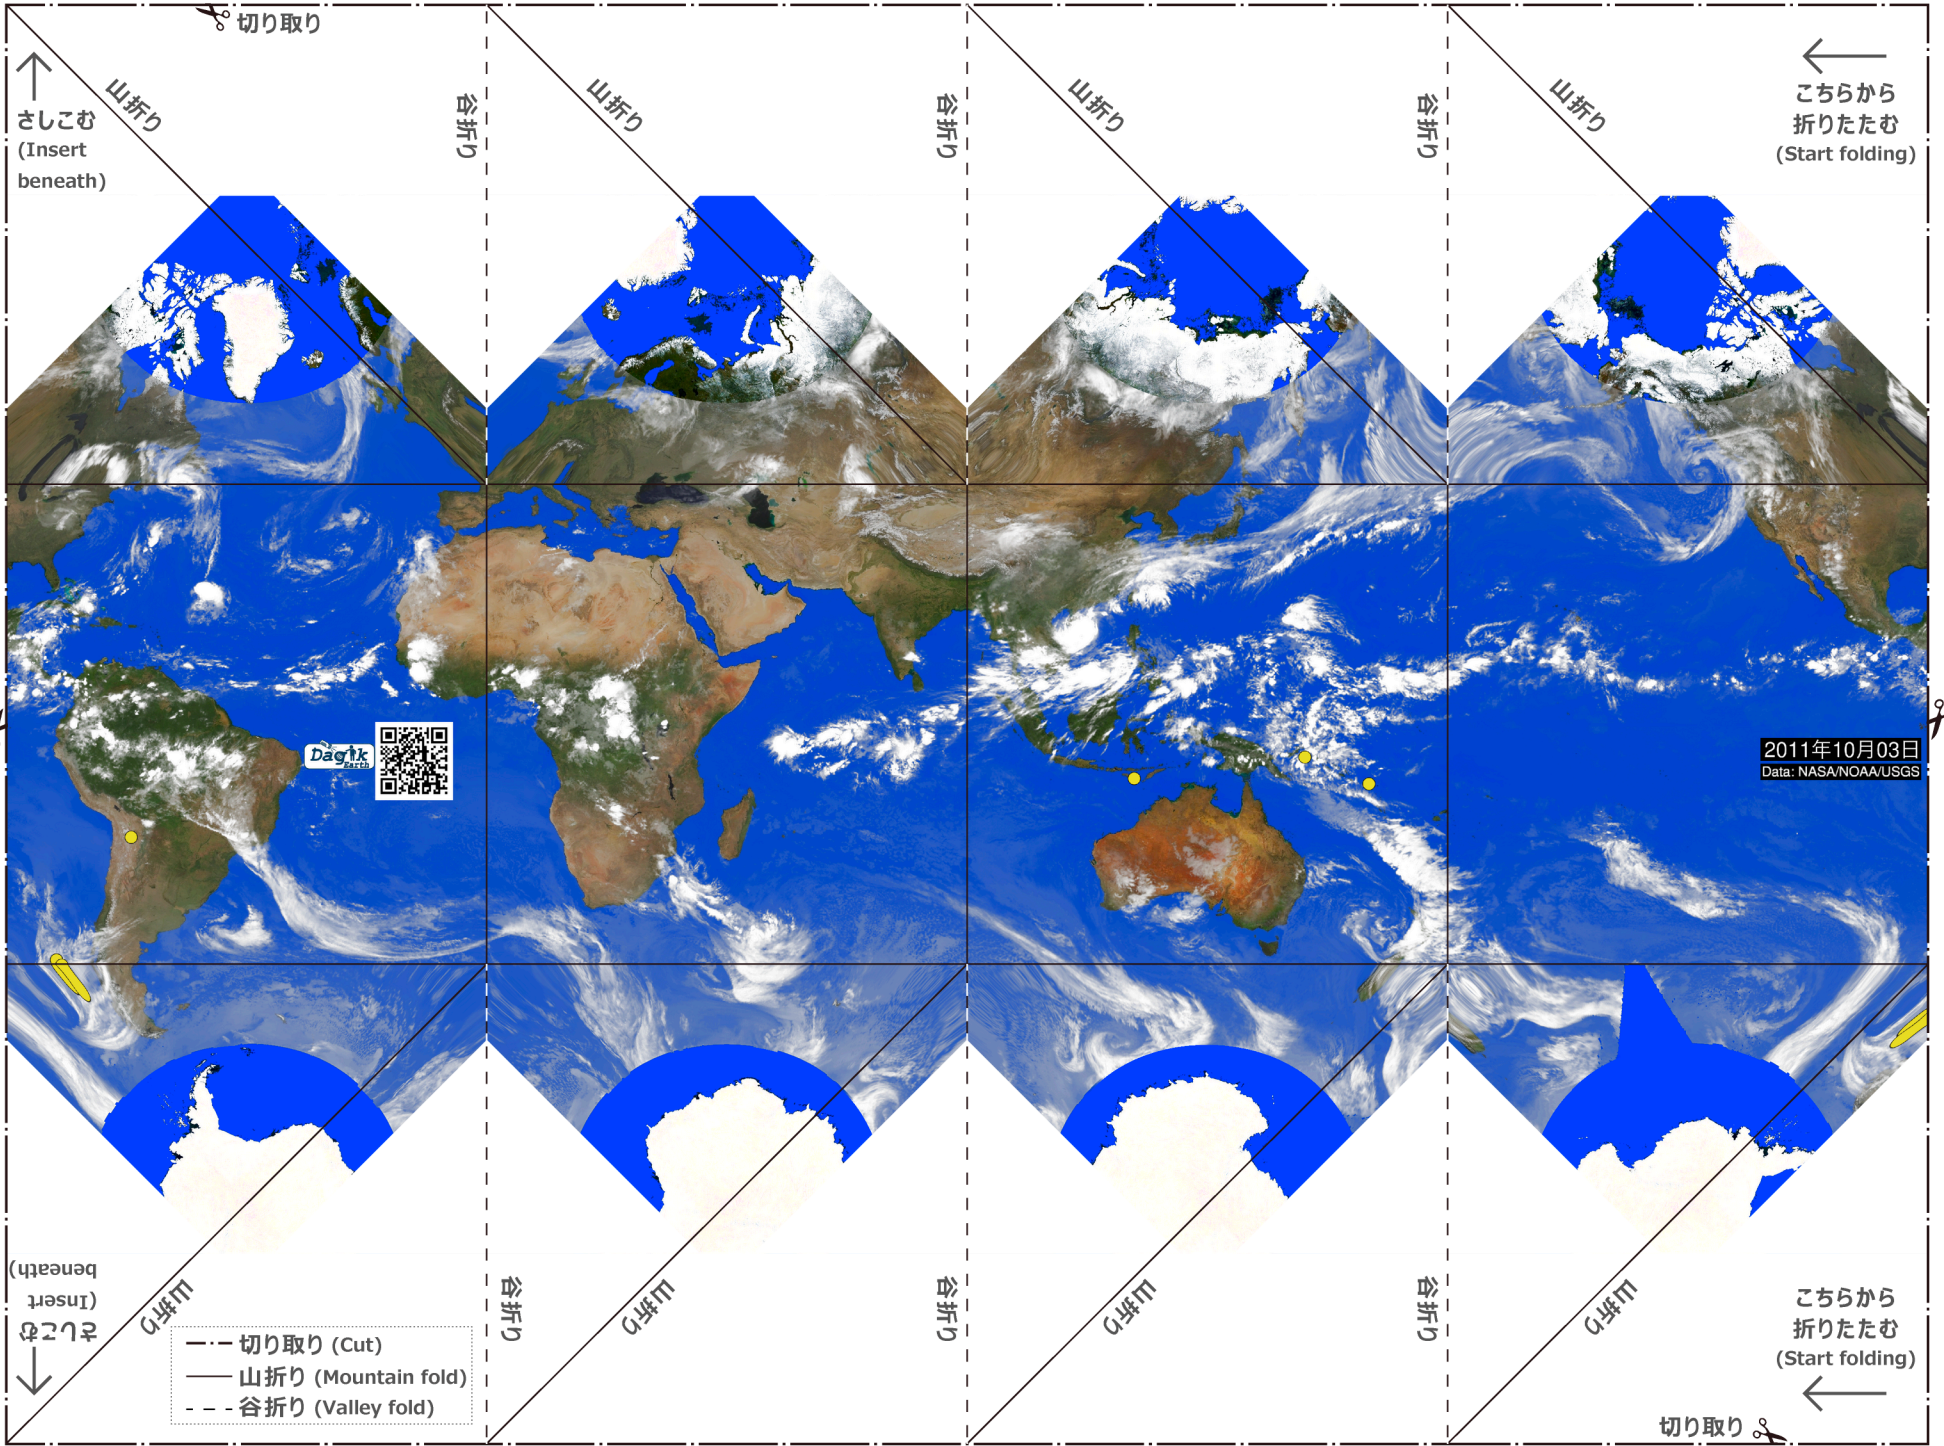 切り取り
山折り
谷折り
山折り
谷折り
山折り
谷折り
山折り
さしこむ
(Insert
beneath)
こちらから
折りたたむ
(Start folding)
Dagik
Earth
2011年10月03日
Data: NASA/NOAA/USGS
さしこむ
(Insert
beneath)
山折り
谷折り
山折り
谷折り
山折り
谷折り
山折り
切り取り (Cut)
山折り (Mountain fold)
谷折り (Valley fold)
こちらから
折りたたむ
(Start folding)
切り取り